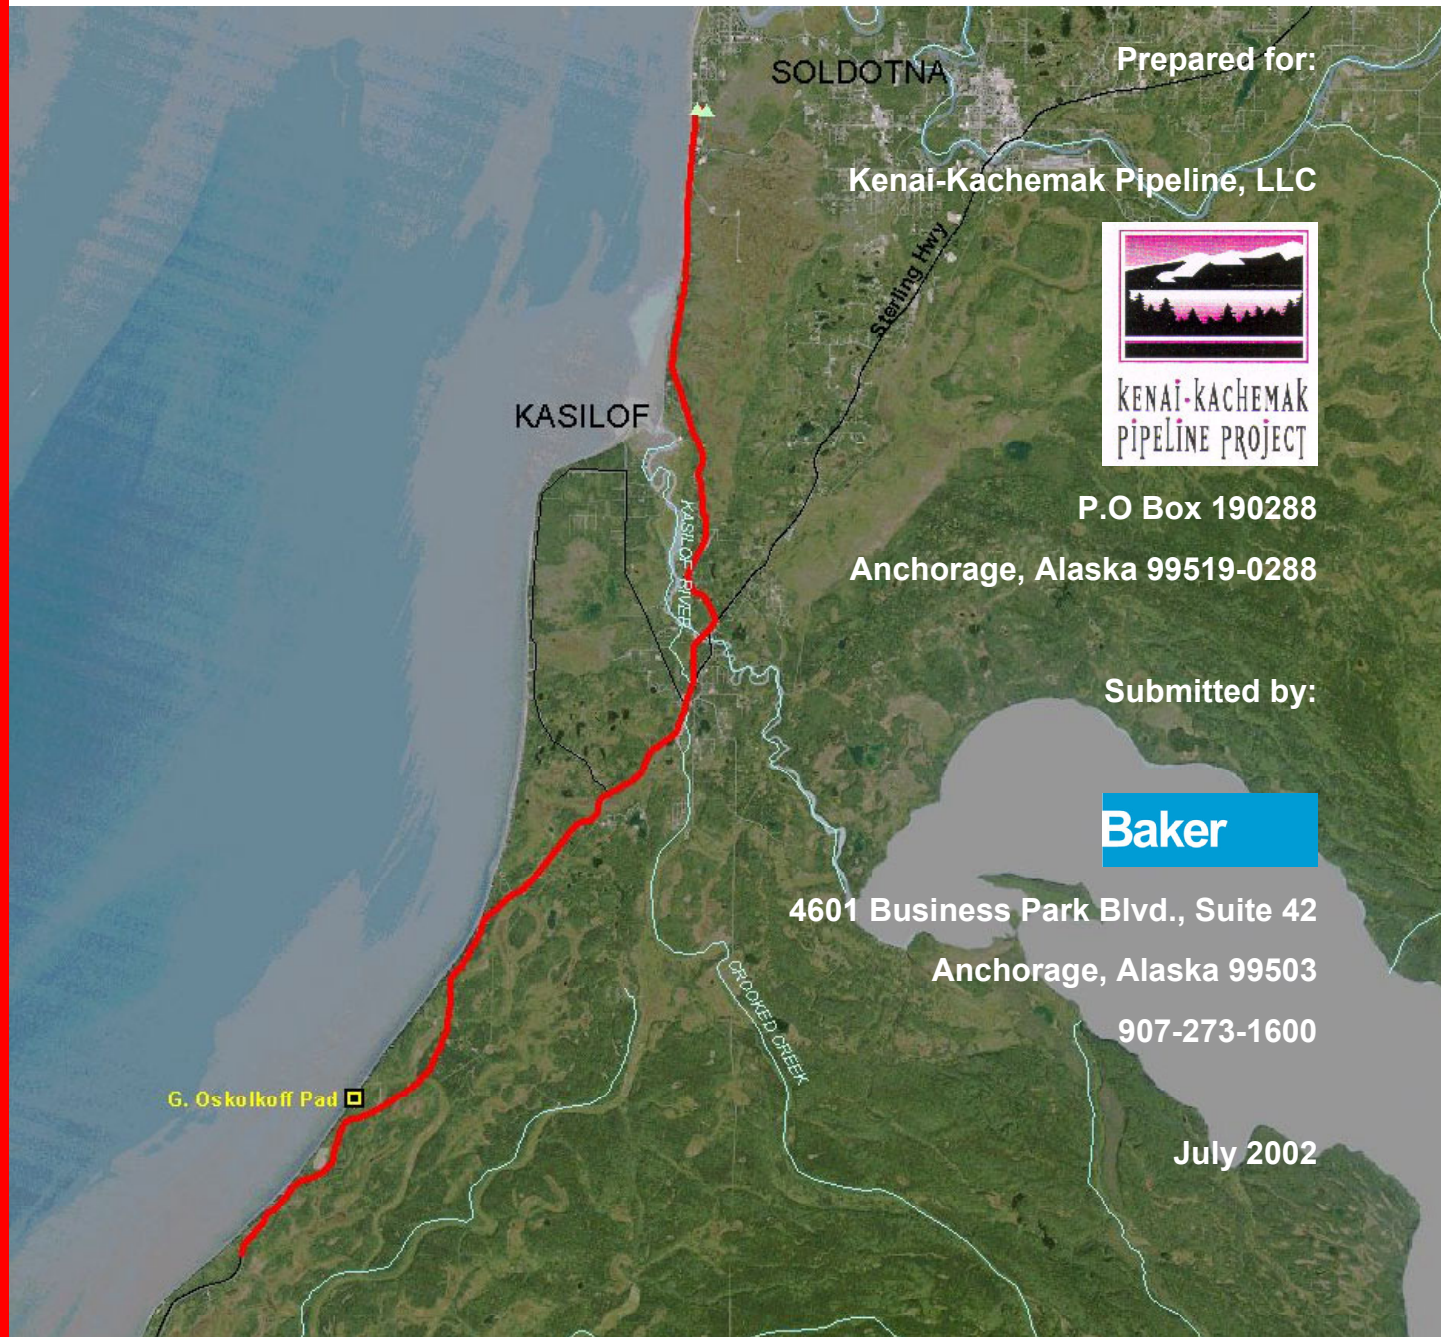 SOLDOTNA
Prepared for:
Kenai-Kachemak Pipeline, LLC
Sterling Hwy
KENAI-KACHEMAK
PIPELINE PROJECT
KASILOF
P.O Box 190288
KASILOF RIVER
Anchorage, Alaska 99519-0288
Submitted by:
Baker
4601 Business Park Blvd., Suite 42
Anchorage, Alaska 99503
CROOKED CREEK
907-273-1600
G. Oskolkoff Pad
July 2002